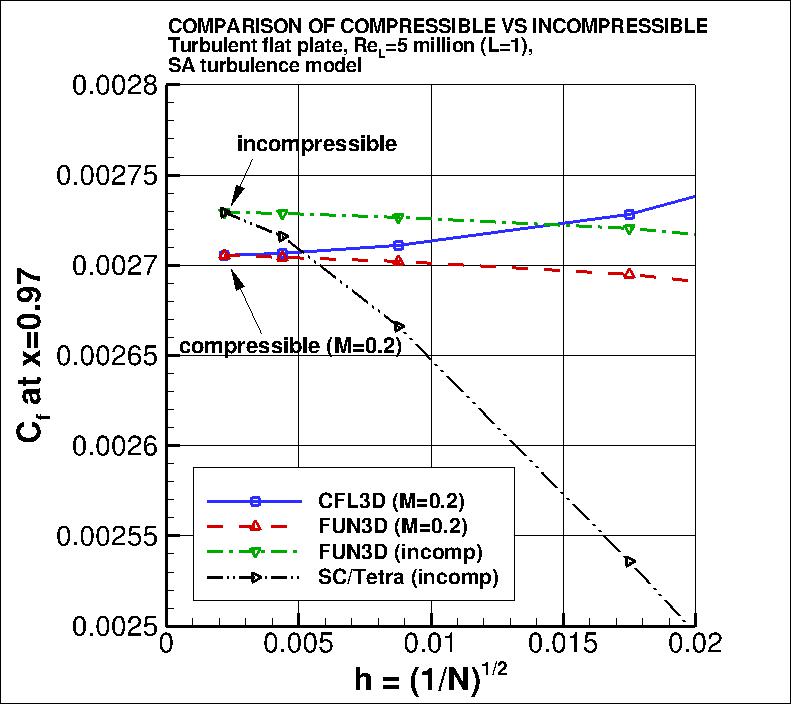 COMPARISON OF COMPRESSIBLE VS INCOMPRESSIBLE
Turbulent flat plate, Re_L=5 million (L=1),
SA turbulence model
0.0028
incompressible
0.00275
0.0027
compressible (M=0.2)
0.00265
0.0026
0.00255
0.0025
C_f at x=0.97
CFL3D (M=0.2)
FUN3D (M=0.2)
FUN3D (incomp)
SC/Tetra (incomp)
0 0.005 0.01 0.015 0.02
h = (1/N)^1/2